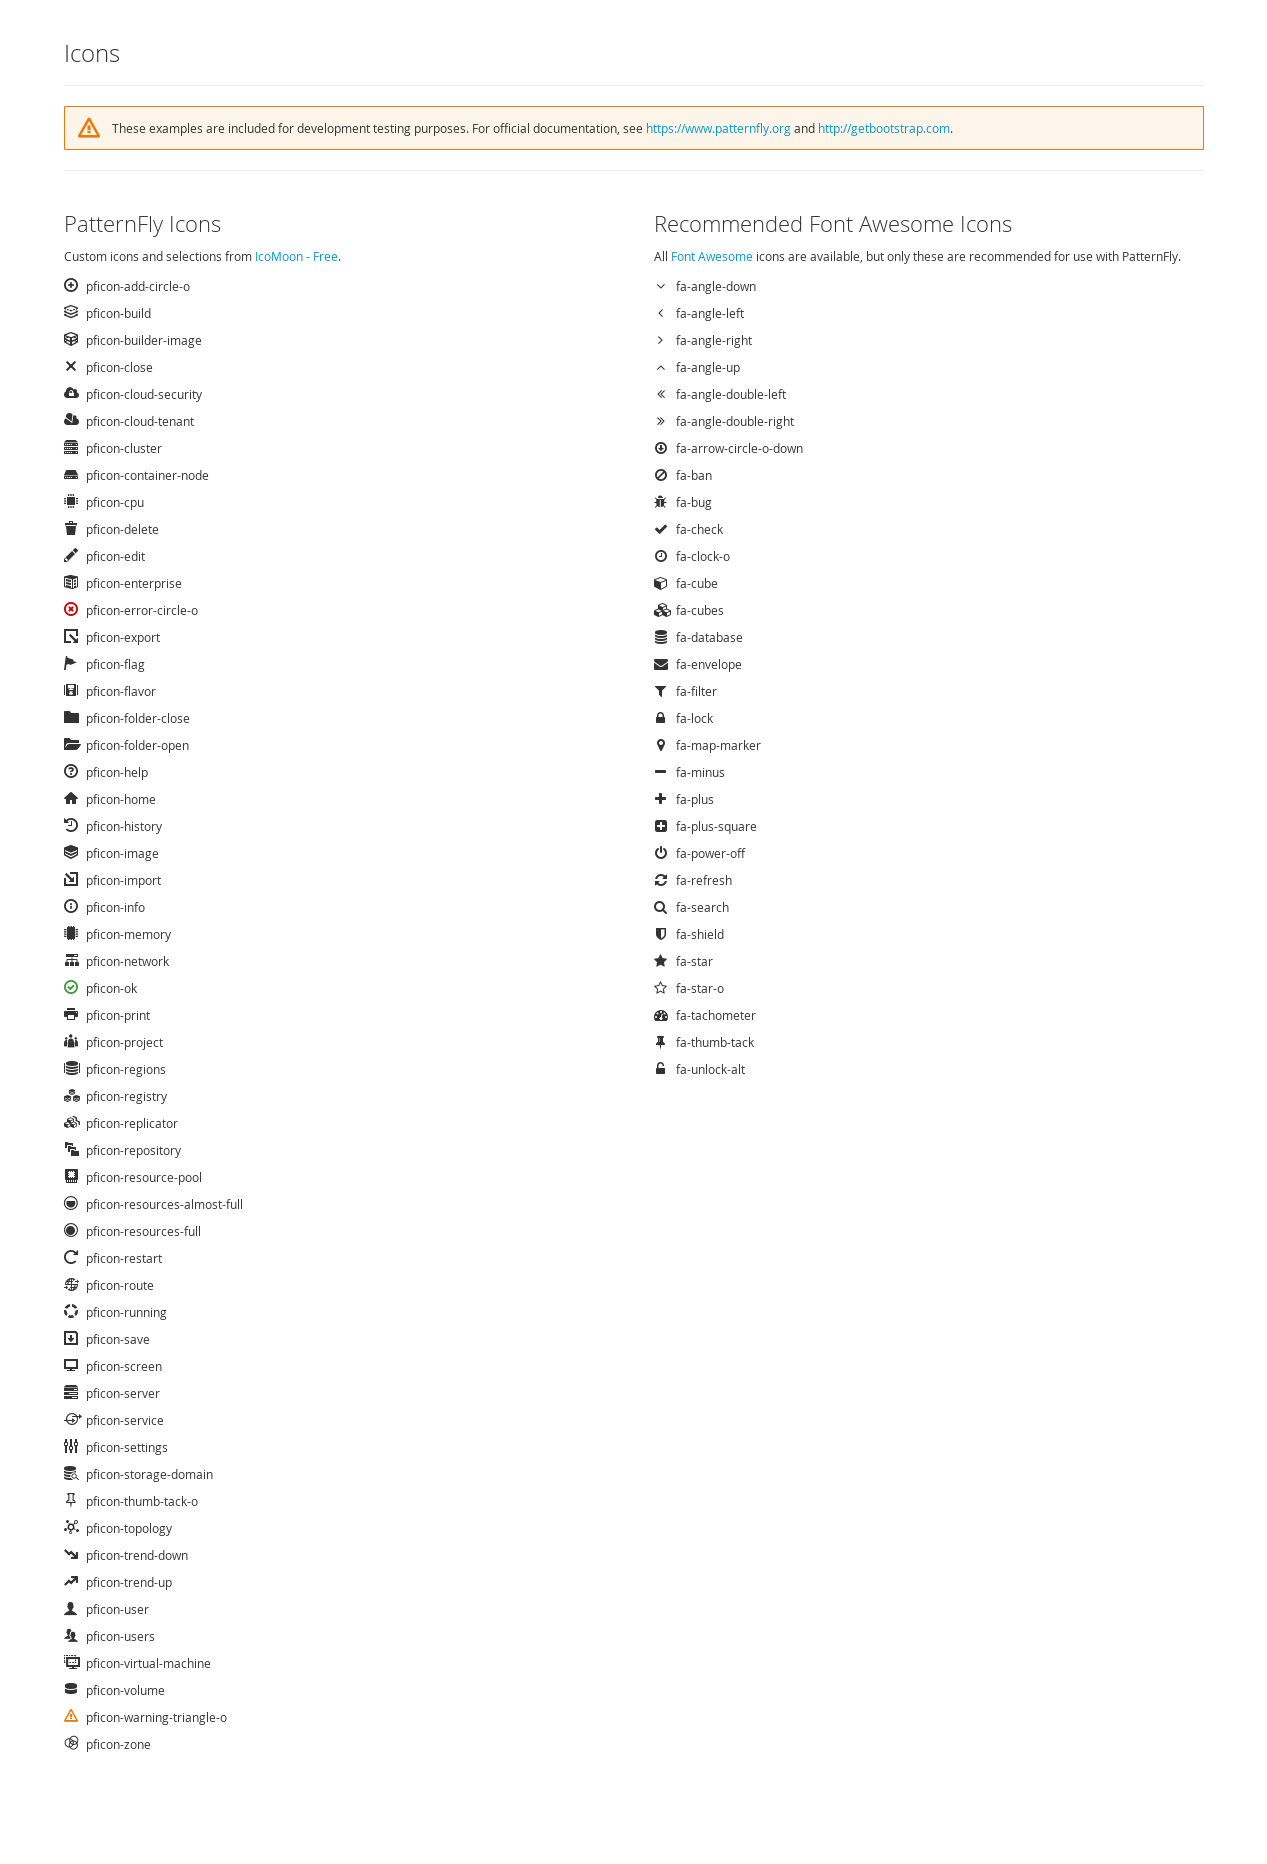 Icons
These examples are included for development testing purposes. For official documentation, see https://www.patternfly.org and http://getbootstrap.com.
PatternFly Icons
Custom icons and selections from IcoMoon - Free.
pficon-add-circle-o
pficon-build
pficon-builder-image
pficon-close
pficon-cloud-security
pficon-cloud-tenant
pficon-cluster
pficon-container-node
pficon-cpu
pficon-delete
pficon-edit
pficon-enterprise
pficon-error-circle-o
pficon-export
pficon-flag
pficon-flavor
pficon-folder-close
pficon-folder-open
pficon-help
pficon-home
pficon-history
pficon-image
pficon-import
pficon-info
pficon-memory
pficon-network
pficon-ok
pficon-print
pficon-project
pficon-regions
pficon-registry
pficon-replicator
pficon-repository
pficon-resource-pool
pficon-resources-almost-full
pficon-resources-full
pficon-restart
pficon-route
pficon-running
pficon-save
pficon-screen
pficon-server
pficon-service
pficon-settings
pficon-storage-domain
pficon-thumb-tack-o
pficon-topology
pficon-trend-down
pficon-trend-up
pficon-user
pficon-users
pficon-virtual-machine
pficon-volume
pficon-warning-triangle-o
pficon-zone
Recommended Font Awesome Icons
All Font Awesome icons are available, but only these are recommended for use with PatternFly.
fa-angle-down
fa-angle-left
fa-angle-right
fa-angle-up
fa-angle-double-left
fa-angle-double-right
fa-arrow-circle-o-down
fa-ban
fa-bug
fa-check
fa-clock-o
fa-cube
fa-cubes
fa-database
fa-envelope
fa-filter
fa-lock
fa-map-marker
fa-minus
fa-plus
fa-plus-square
fa-power-off
fa-refresh
fa-search
fa-shield
fa-star
fa-star-o
fa-tachometer
fa-thumb-tack
fa-unlock-alt